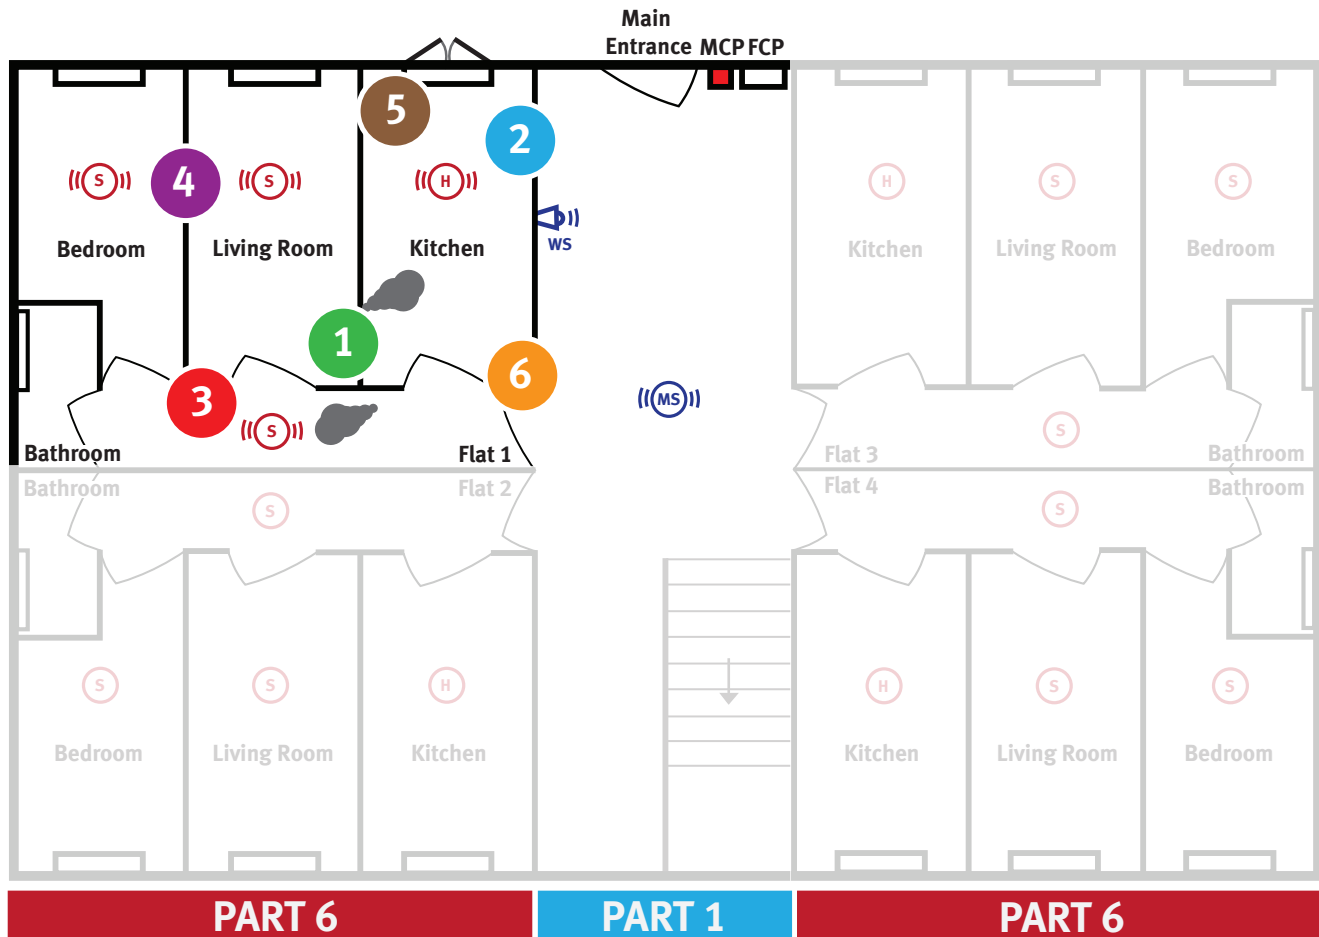 Main
Entrance MCP FCP
5
2
S
4
S
H
H
S
S
WS
Bedroom
Living Room
Kitchen
Kitchen
Living Room
Bedroom
1
6
3
MS
S
S
Bathroom
Flat 1
Flat 3
Bathroom
Bathroom
Flat 2
Flat 4
Bathroom
S
S
S
S
H
H
S
S
Bedroom
Living Room
Kitchen
Kitchen
Living Room
Bedroom
PART 6
PART 1
PART 6